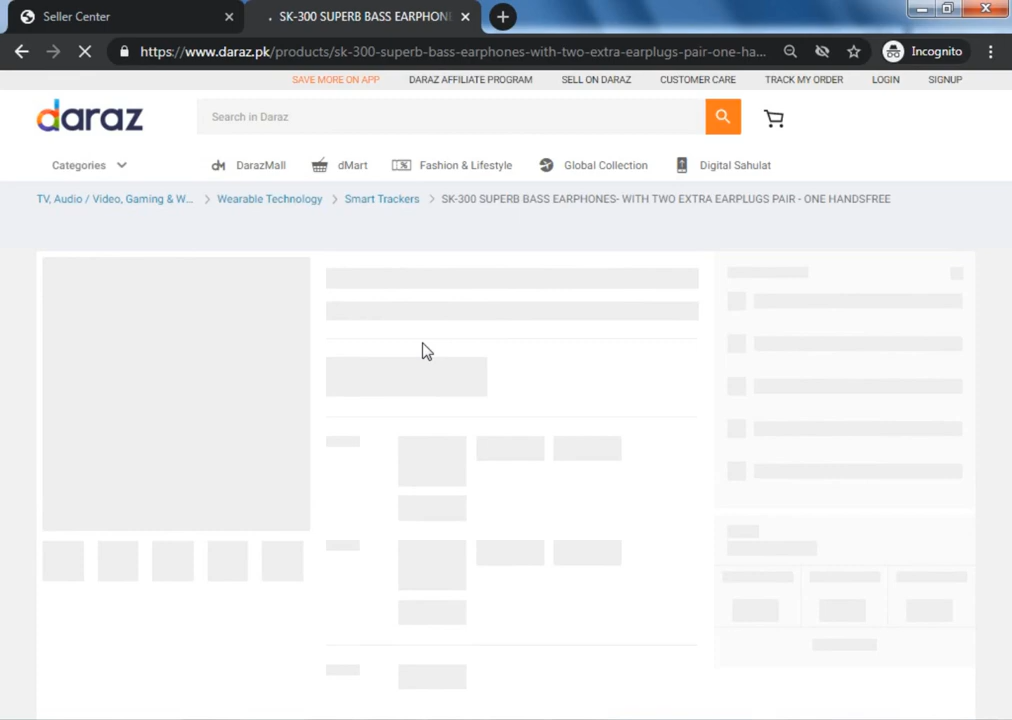 Seller Center
SK-300 SUPERB BASS EARPHON
https://www.daraz.pk/products/sk-300-superb-bass-earphones-with-two-extra-earplugs-pair-one-ha...
Incognito
SAVE MORE ON APP DARAZ AFFILIATE PROGRAM SELL ON DARAZ CUSTOMER CARE TRACK MY ORDER LOGIN SIGNUP
daraz
Search in Daraz
Categories DarazMall dMart Fashion & Lifestyle Global Collection Digital Sahulat
TV, Audio / Video, Gaming & W... Wearable Technology Smart Trackers SK-300 SUPERB BASS EARPHONES- WITH TWO EXTRA EARPLUGS PAIR - ONE HANDSFREE